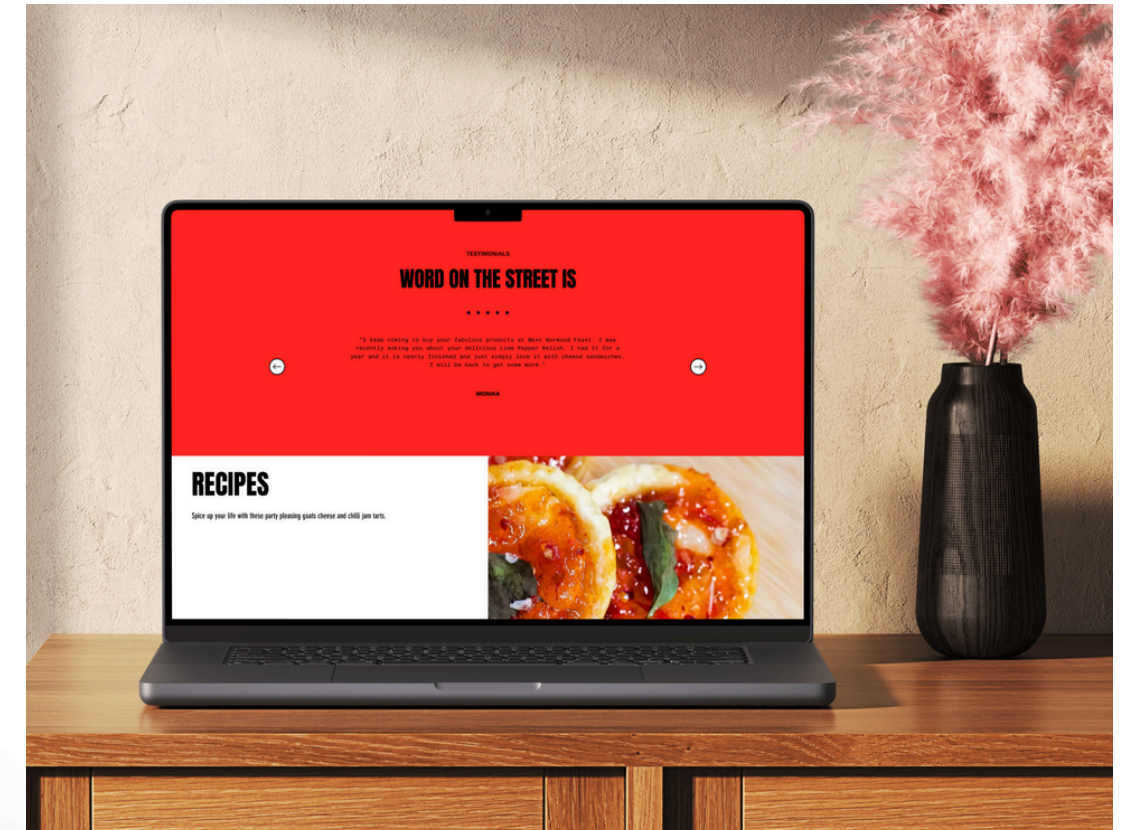 TESTIMONIALS
WORD ON THE STREET IS
"I keep coming to buy your fabulous products at West Norwood Feast. I was
recently asking you about your delicious Lime Pepper Relish. I had it for a
year and it is nearly finished and just simply love it with cheese sandwiches.
I will be back to get some more."
MONIKA
RECIPES
Spice up your life with these party pleasing goats cheese and chilli jam tarts.